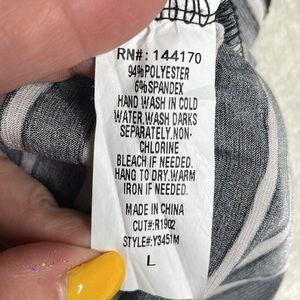 RN#: 144170
94%POLYESTER
6%SPANDEX
HAND WASH IN COLD
WATER.WASH DARKS
SEPARATELY.NON-
CHLORINE
BLEACH IF NEEDED.
HANG TO DRY.WARM
IRON IF NEEDED.
MADE IN CHINA
CUT#:R1902
STYLE#:Y3451M
L